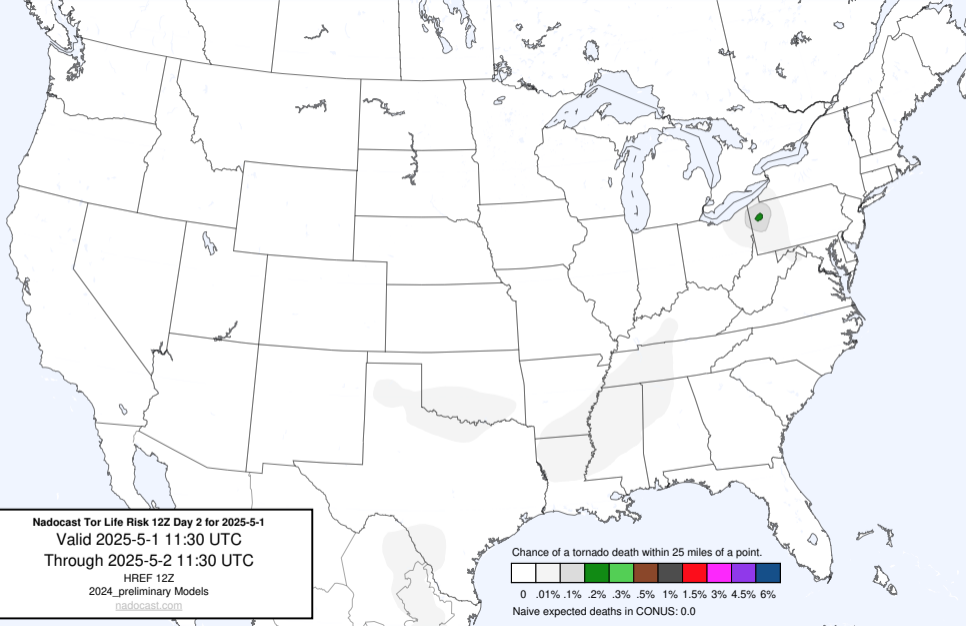 Nadocast Tor Life Risk 12Z Day 2 for 2025-5-1
Valid 2025-5-1 11:30 UTC
Through 2025-5-2 11:30 UTC
HREF 12Z
2024_preliminary Models
nadocast.com
Chance of a tornado death within 25 miles of a point.
0 .01% .1% .2% .3% .5% 1% 1.5% 3% 4.5% 6%
Naive expected deaths in CONUS: 0.0